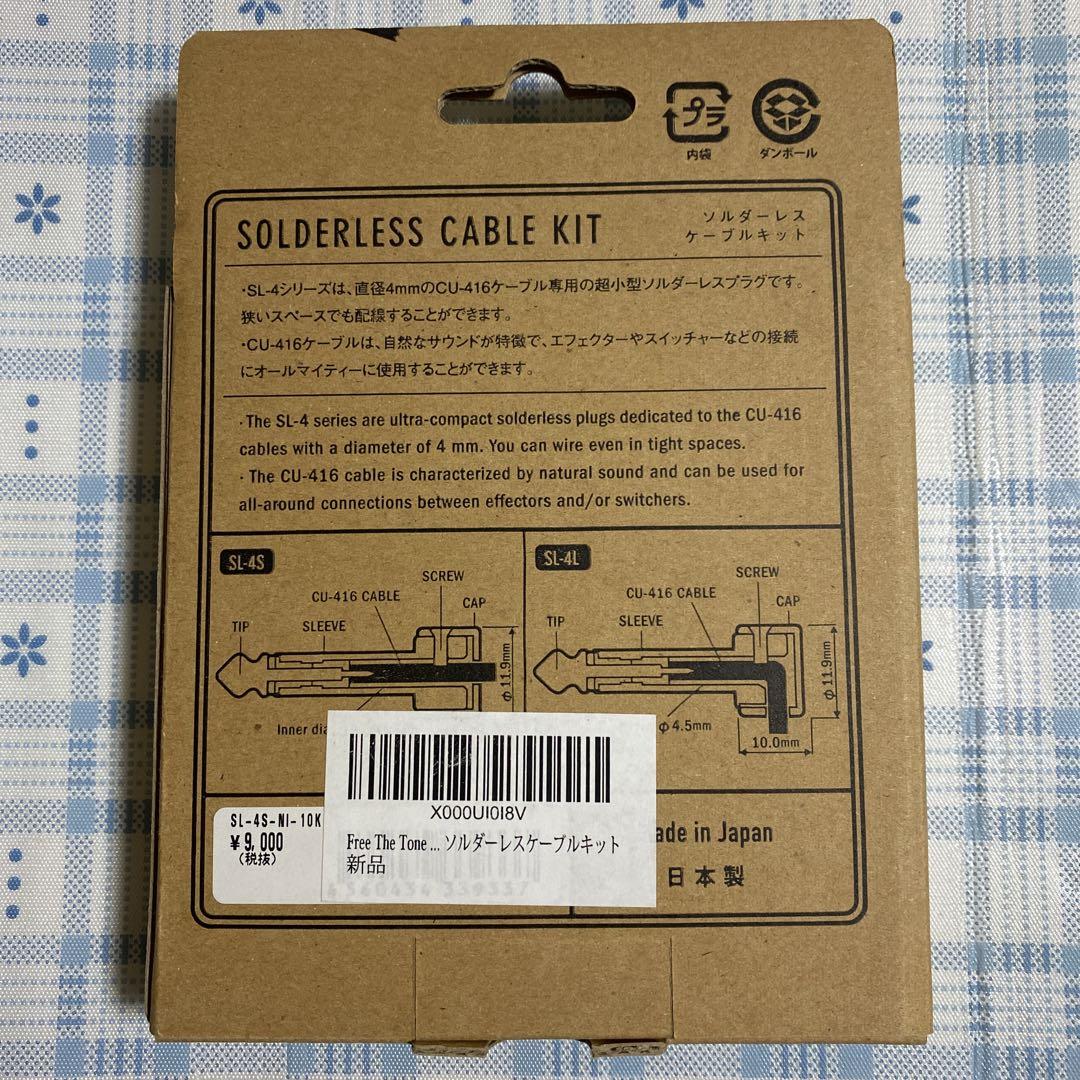 プラ
内袋
ダンボール
SOLDERLESS CABLE KIT
ソルダーレス
ケーブルキット
・SL-4シリーズは、直径4mmのCU-416ケーブル専用の超小型ソルダーレスプラグです。
狭いスペースでも配線することができます。
・CU-416ケーブルは、自然なサウンドが特徴で、エフェクターやスイッチャーなどの接続
にオールマイティーに使用することができます。
· The SL-4 series are ultra-compact solderless plugs dedicated to the CU-416
cables with a diameter of 4 mm. You can wire even in tight spaces.
· The CU-416 cable is characterized by natural sound and can be used for
all-around connections between effectors and/or switchers.
SL-4S
SCREW
CU-416 CABLE
CAP
TIP
SLEEVE
φ11.9mm
Inner dia
SL-4L
SCREW
CU-416 CABLE
CAP
TIP
SLEEVE
φ11.9mm
φ4.5mm
10.0mm
SL-4S-NI-10K
¥9,000
(税抜)
X000UI0I8V
Free The Tone ... ソルダーレスケーブルキット
新品
4560434 339337
ade in Japan
日本製